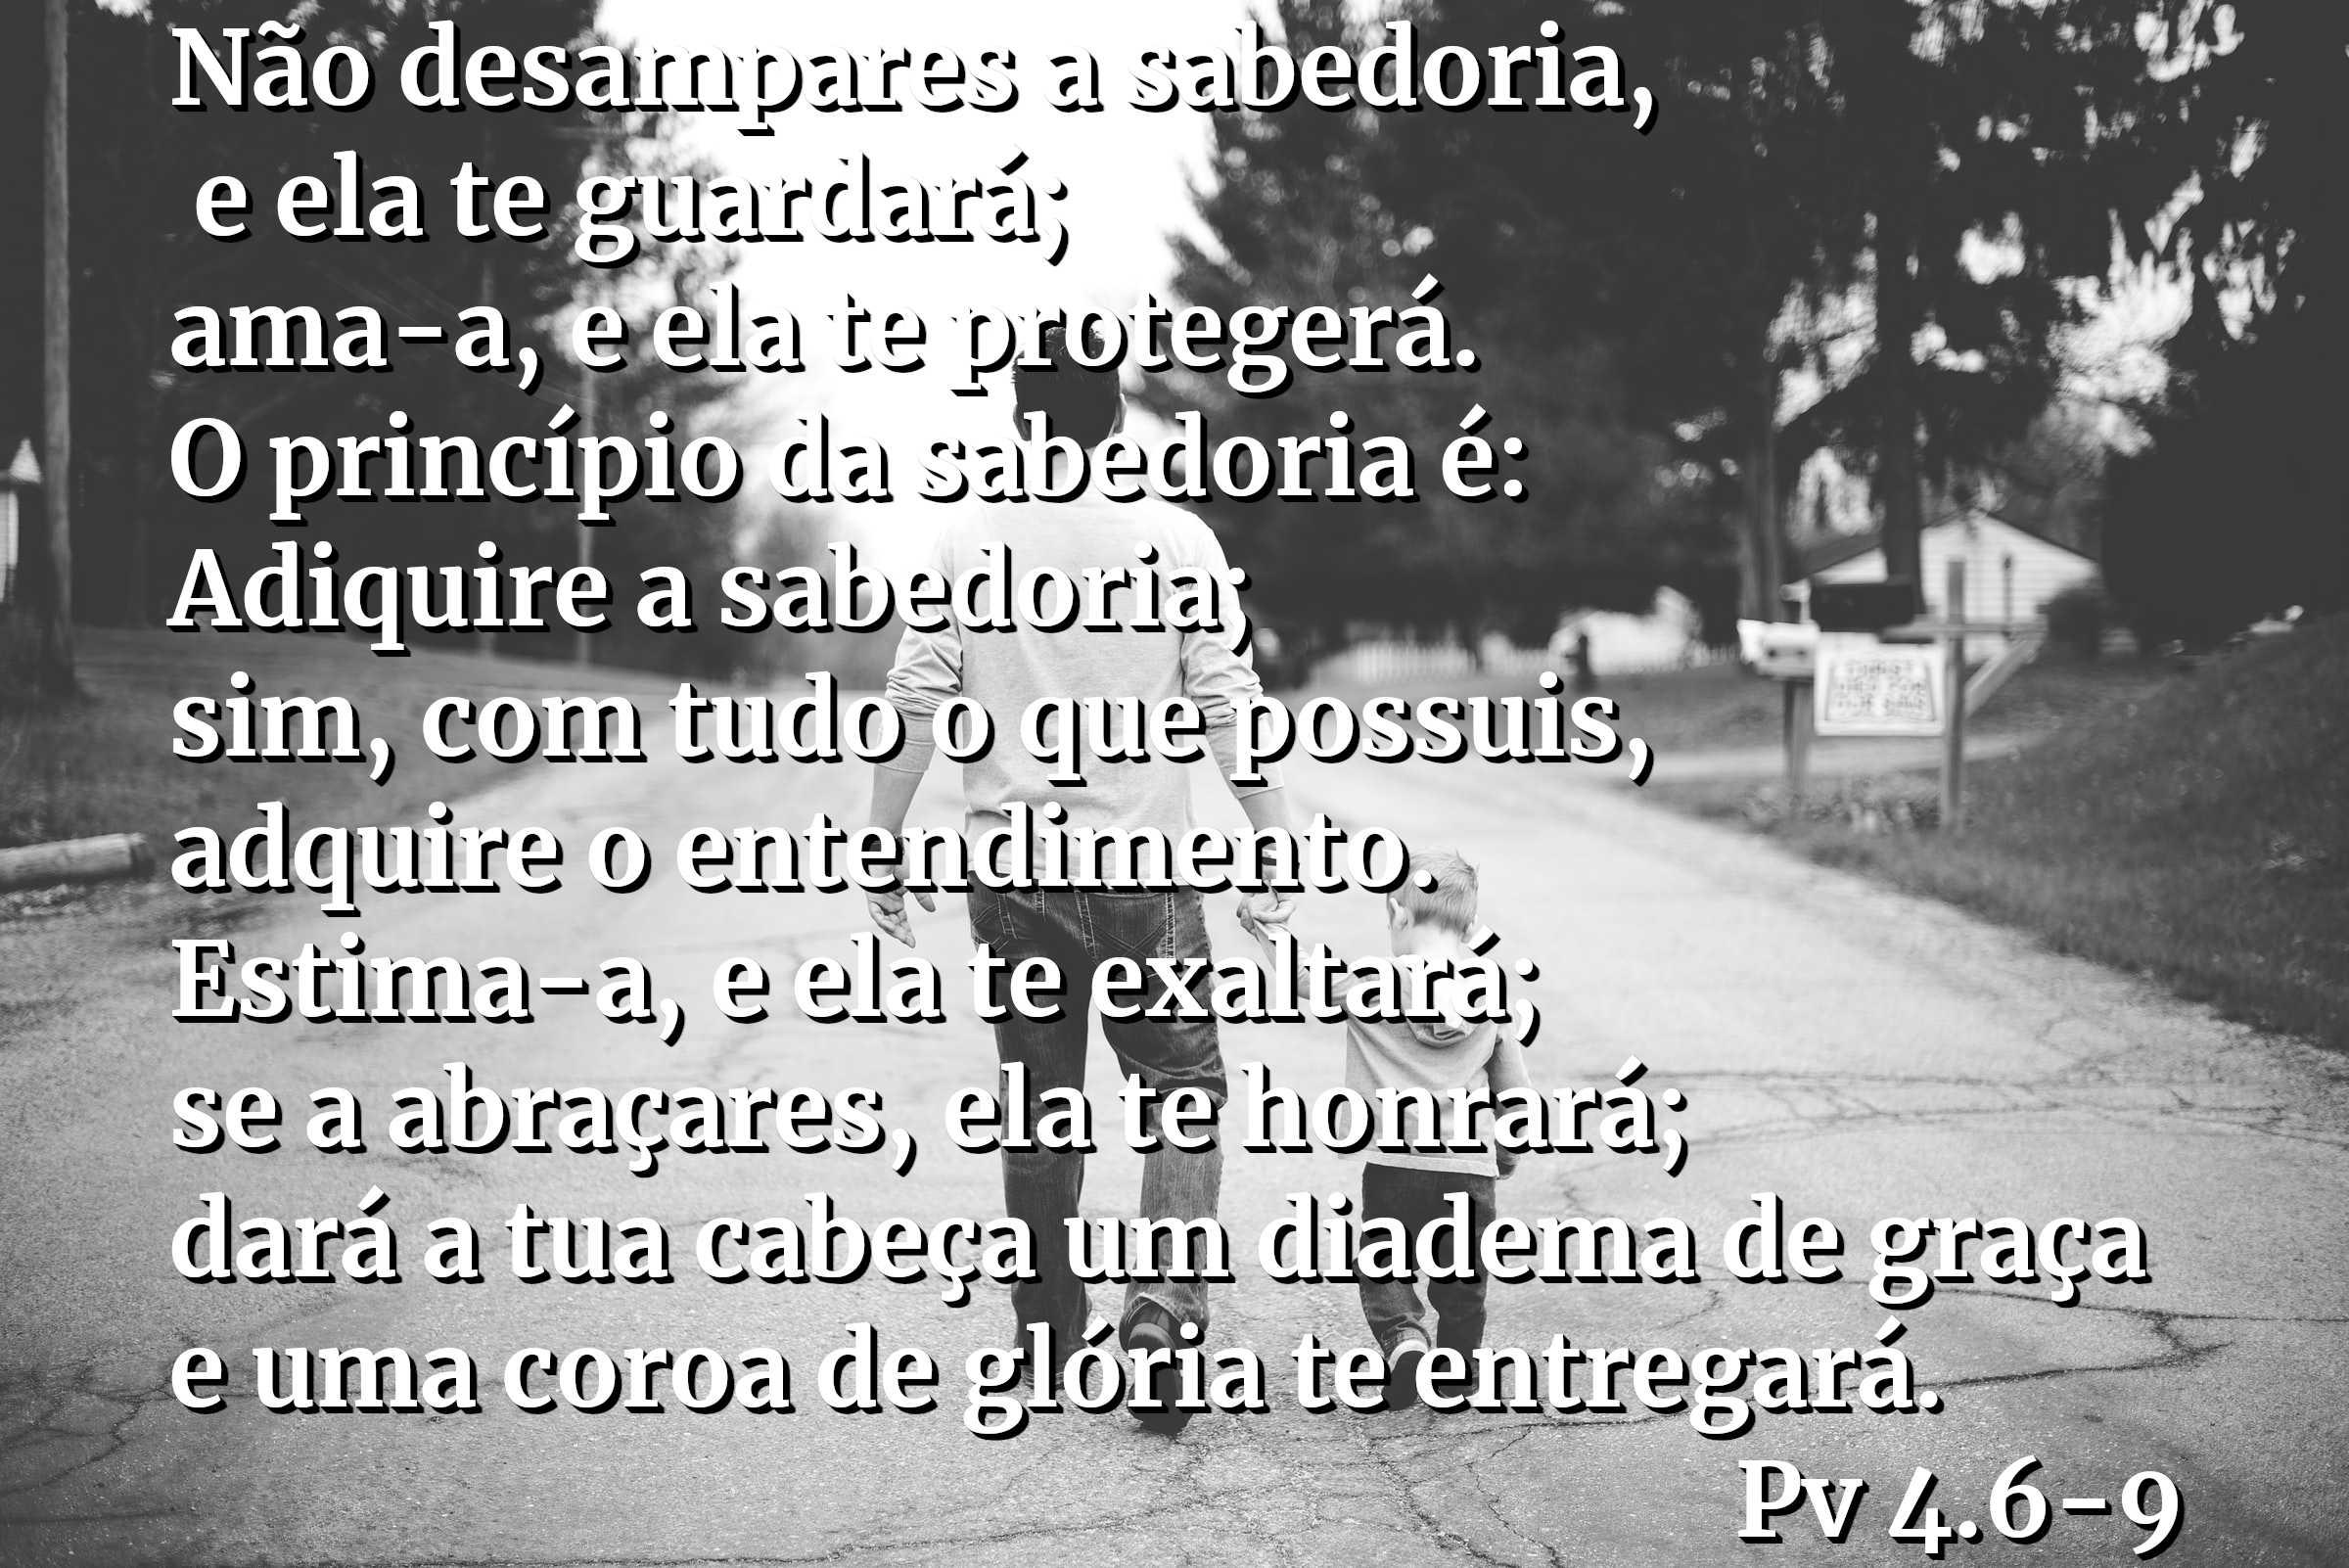 Não desampares a sabedoria,
e ela te guardará;
ama-a, e ela te protegerá.
O princípio da sabedoria é:
Adiquire a sabedoria;
sim, com tudo o que possuis,
adquire o entendimento.
Estima-a, e ela te exaltará;
se a abraçares, ela te honrará;
dará a tua cabeça um diadema de graça
e uma coroa de glória te entregará.
Pv 4.6-9